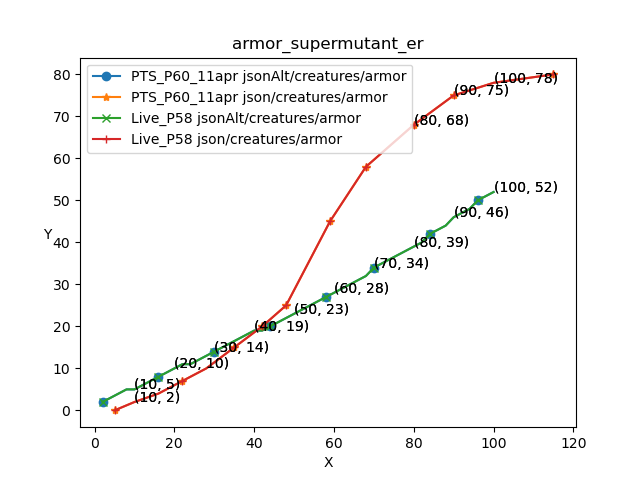 armor_supermutant_er
PTS_P60_11apr jsonAlt/creatures/armor
PTS_P60_11apr json/creatures/armor
Live_P58 jsonAlt/creatures/armor
Live_P58 json/creatures/armor
80
70
60
50
40
30
20
10
0
Y
(100, 78)
(90, 75)
(80, 68)
(100, 52)
(90, 46)
(80, 39)
(70, 34)
(60, 28)
(50, 23)
(40, 19)
(30, 14)
(20, 10)
(10, 5)
(10, 2)
0 20 40 60 80 100 120
X